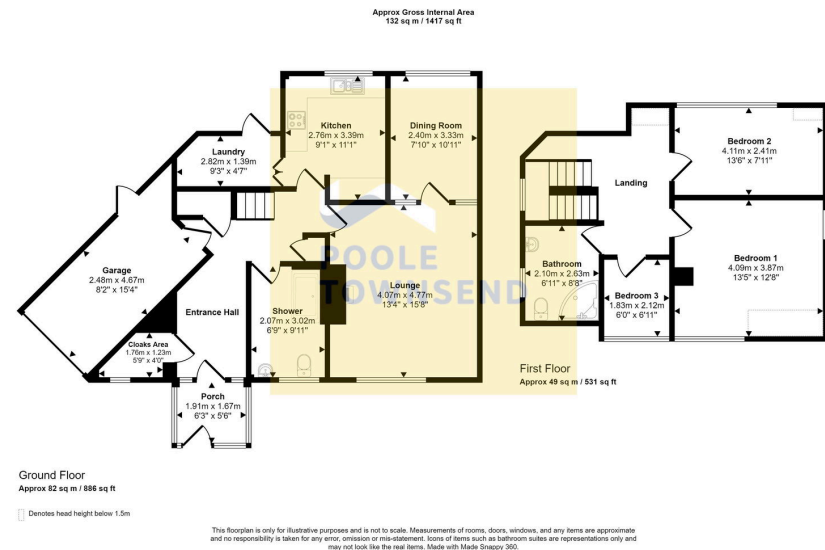 Approx Gross Internal Area
132 sq m / 1417 sq ft
Kitchen
2.76m x 3.39m
9'1" x 11'1"
Dining Room
2.40m x 3.33m
7'10" x 10'11"
Laundry
2.82m x 1.39m
9'3" x 4'7"
Garage
2.48m x 4.67m
8'2" x 15'4"
Entrance Hall
POOLE
TOWNSEND
Lounge
4.07m x 4.77m
13'4" x 15'8"
Shower
2.07m x 3.02m
6'9" x 9'11"
Cloaks Area
1.76m x 1.23m
5'9" x 4'0"
Porch
1.91m x 1.67m
6'3" x 5'6"
Ground Floor
Approx 82 sq m / 886 sq ft
Denotes head height below 1.5m
Bedroom 2
4.11m x 2.41m
13'6" x 7'11"
Landing
Bathroom
2.10m x 2.63m
6'11" x 8'8"
Bedroom 1
4.09m x 3.87m
13'5" x 12'8"
Bedroom 3
1.83m x 2.12m
6'0" x 6'11"
First Floor
Approx 49 sq m / 531 sq ft
This floorplan is only for illustrative purposes and is not to scale. Measurements of rooms, doors, windows, and any items are approximate
and no responsibility is taken for any error, omission or mis-statement. Icons of items such as bathroom suites are representations only and
may not look like the real items. Made with Made Snappy 360.